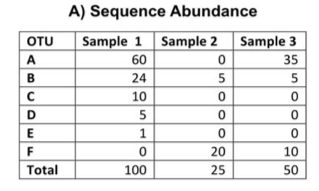 A) Sequence Abundance
OTU Sample 1 Sample 2 Sample 3
A 60 0 35
B 24 5 5
C 10 0 0
D 5 0 0
E 1 0 0
F 0 20 10
Total 100 25 50